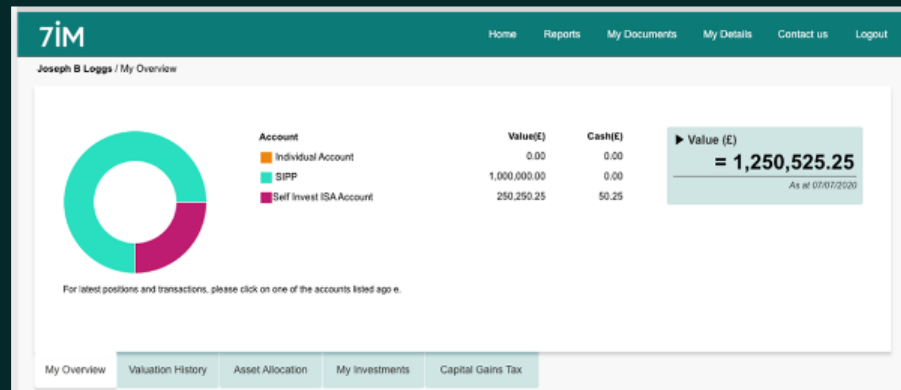 7iM
Home Reports My Documents My Details Contact us Logout
Joseph B Loggs / My Overview
Account Value(£) Cash(£)
Individual Account 0.00 0.00
SIPP 1,000,000.00 0.00
Self Invest ISA Account 250,250.25 50.25
Value (£)
= 1,250,525.25
As at 07/07/2020
For latest positions and transactions, please click on one of the accounts listed ago e.
My Overview Valuation History Asset Allocation My Investments Capital Gains Tax